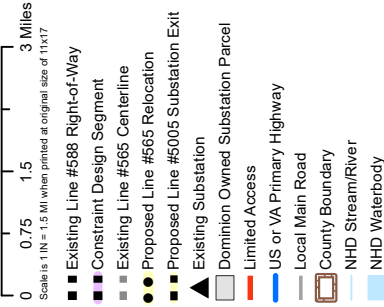 0 0.75 1.5 3 Miles
Scale is 1 IN = 1.5 MI when printed at original size of 11x17
Existing Line #588 Right-of-Way
Constraint Design Segment
Existing Line #565 Centerline
Proposed Line #565 Relocation
Proposed Line #5005 Substation Exit
Existing Substation
Dominion Owned Substation Parcel
Limited Access
US or VA Primary Highway
Local Main Road
County Boundary
NHD Stream/River
NHD Waterbody